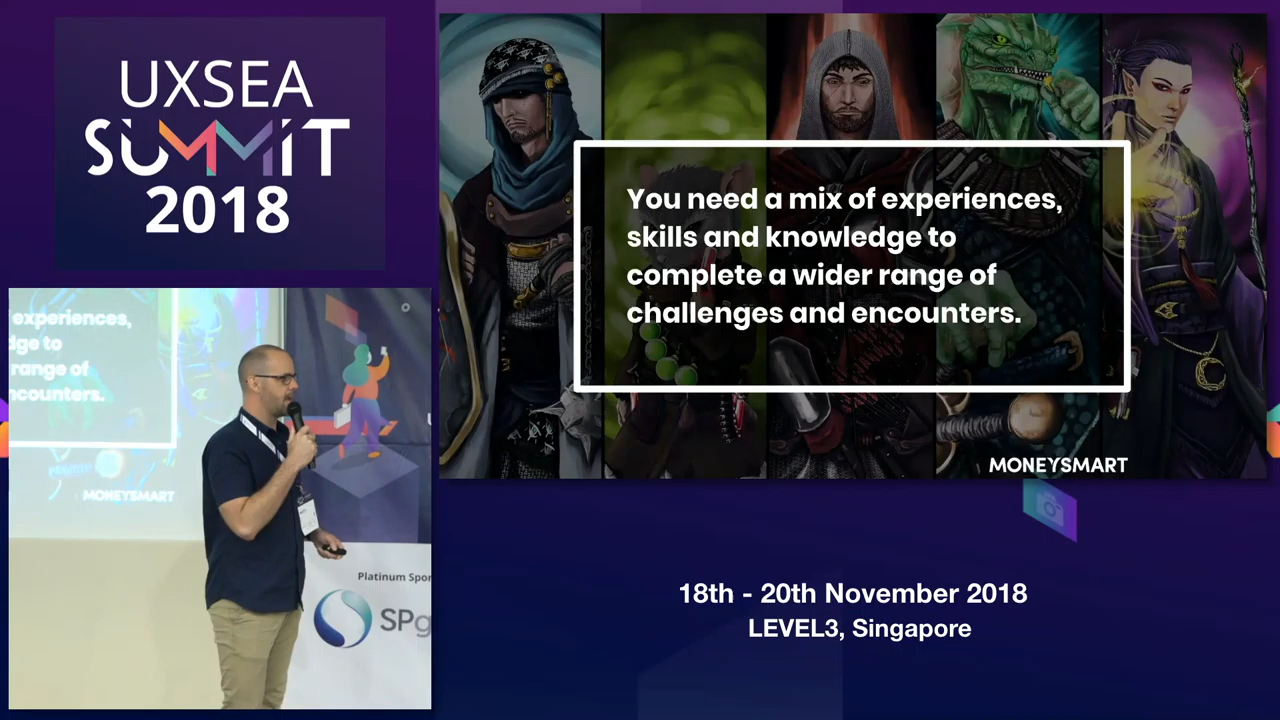 UXSEA
SUMMIT
2018
You need a mix of experiences,
skills and knowledge to
complete a wider range of
challenges and encounters.
MONEYSMART
experiences,
dge to
range of
ncounters.
MONEYSMART
Platinum Spor
SPg
18th - 20th November 2018
LEVEL3, Singapore